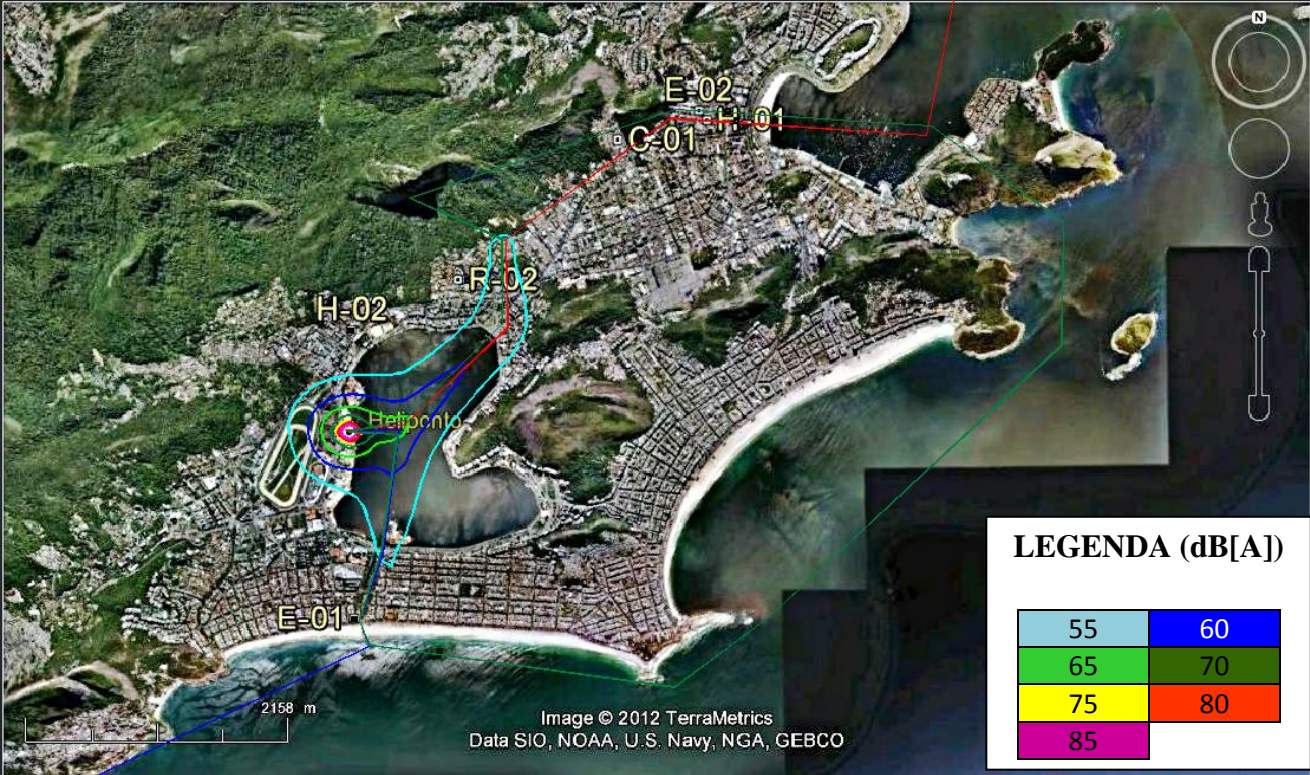 N
E-02
H-01
C-01
R-02
H-02
Heliponto
E-01
2158 m
Image © 2012 TerraMetrics
Data SIO, NOAA, U.S. Navy, NGA, GEBCO
LEGENDA (dB[A])
55 60
65 70
75 80
85